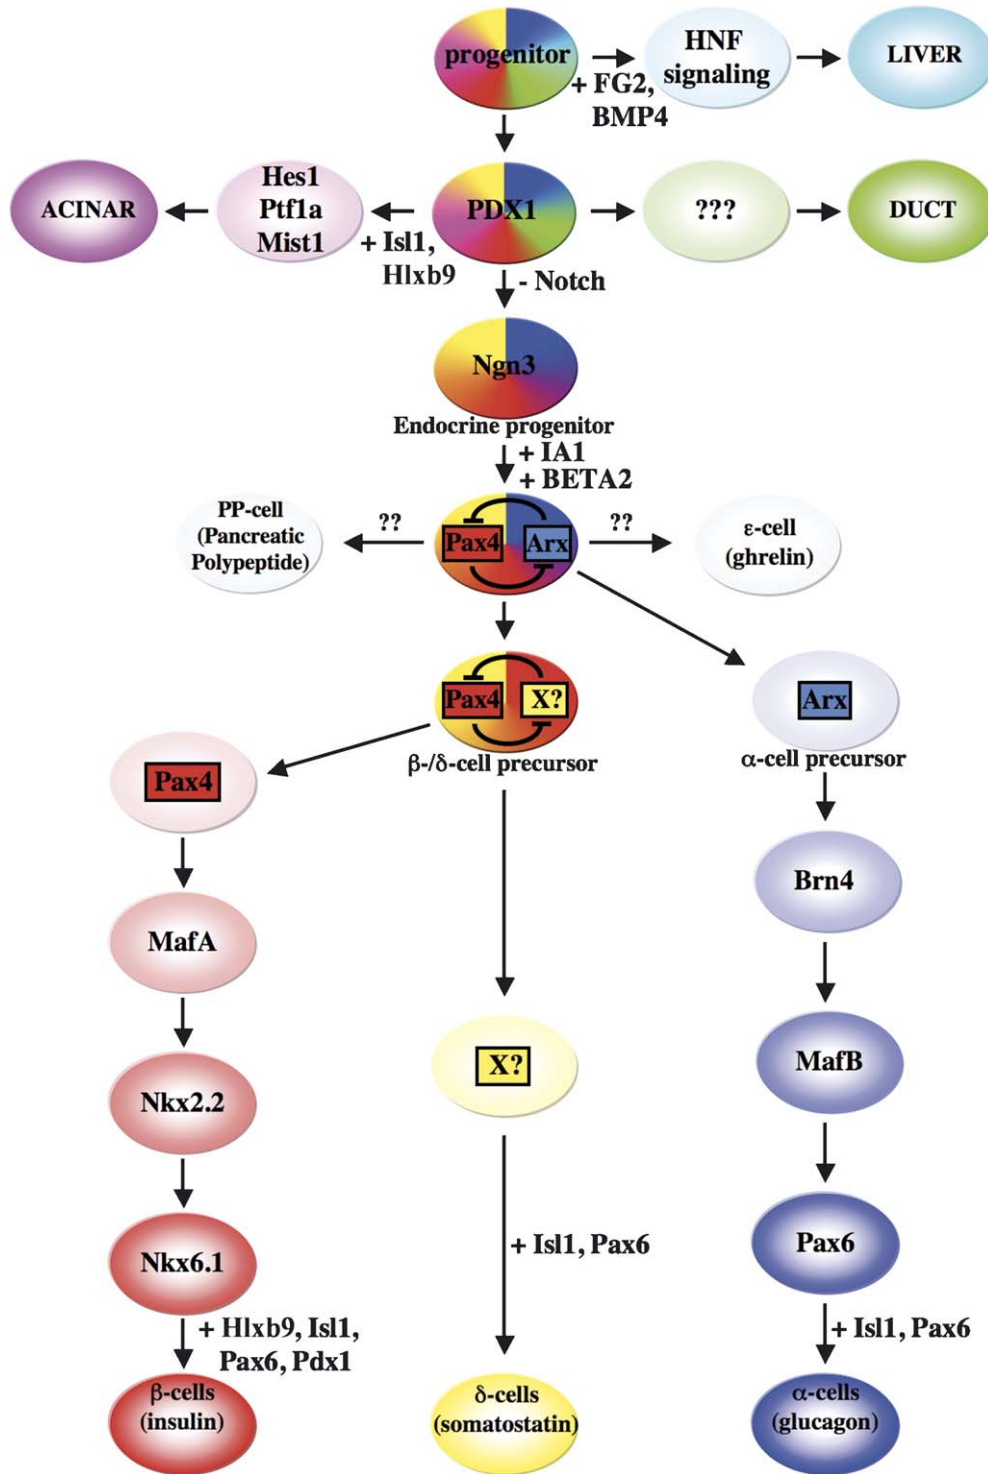 progenitor
+ FG2,
BMP4
HNF
signaling
LIVER
ACINAR
Hes1
Ptf1a
Mist1
+ Isl1,
Hlxb9
PDX1
???
DUCT
- Notch
Ngn3
Endocrine progenitor
+ IA1
+ BETA2
PP-cell
(Pancreatic
Polypeptide)
??
Pax4
Arx
??
ε-cell
(ghrelin)
Pax4
X?
β-/δ-cell precursor
Arx
α-cell precursor
Pax4
Brn4
MafA
MafB
X?
Nkx2.2
Nkx6.1
+ Isl1, Pax6
Pax6
+ Hlxb9, Isl1,
Pax6, Pdx1
+ Isl1, Pax6
β-cells
(insulin)
δ-cells
(somatostatin)
α-cells
(glucagon)